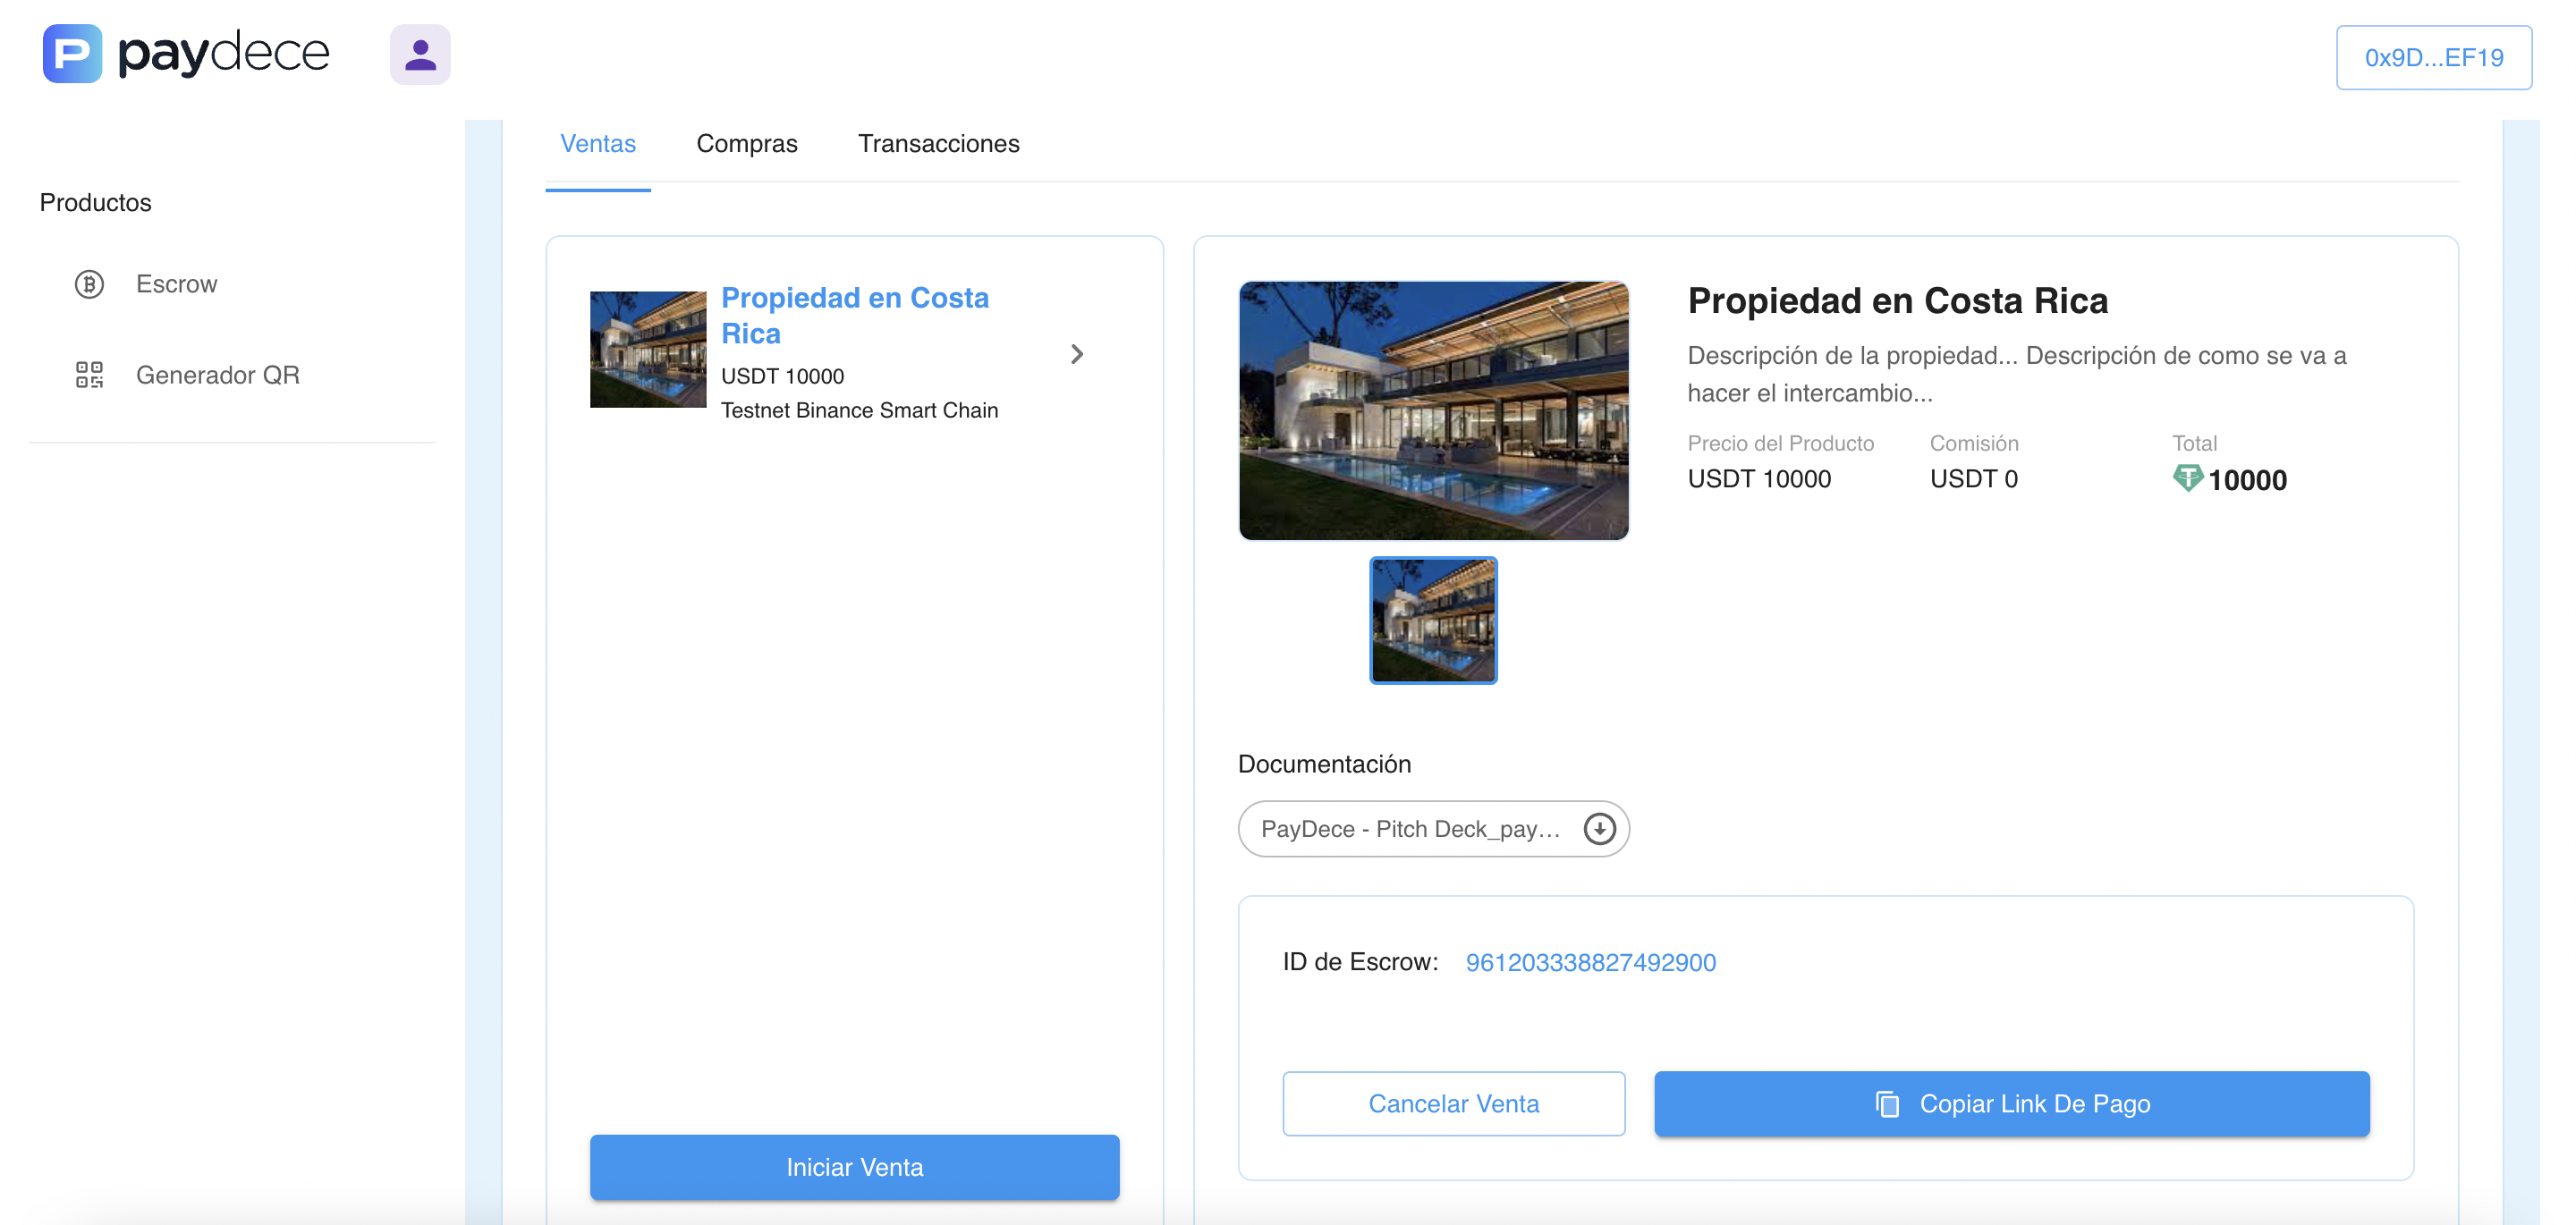 paydece
0x9D...EF19
Ventas
Compras
Transacciones
Productos
Escrow
Generador QR
Propiedad en Costa
Rica
USDT 10000
Testnet Binance Smart Chain
Iniciar Venta
Propiedad en Costa Rica
Descripción de la propiedad... Descripción de como se va a
hacer el intercambio...
Precio del Producto
Comisión
Total
USDT 10000
USDT 0
10000
Documentación
PayDece - Pitch Deck_pay...
ID de Escrow: 961203338827492900
Cancelar Venta
Copiar Link De Pago